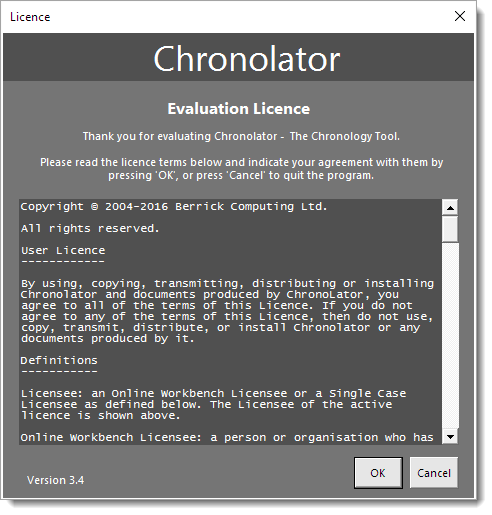 Licence
Chronolator
Evaluation Licence
Thank you for evaluating Chronolator - The Chronology Tool.
Please read the licence terms below and indicate your agreement with them by
pressing 'OK', or press 'Cancel' to quit the program.
Copyright © 2004-2016 Berrick Computing Ltd.
All rights reserved.
User Licence
------------
By using, copying, transmitting, distributing or installing
Chronolator and documents produced by ChronoLator, you
agree to all of the terms of this Licence. If you do not
agree to any of the terms of this Licence, then do not use,
copy, transmit, distribute, or install Chronolator or any
documents produced by it.
Definitions
-----------
Licensee: an Online Workbench Licensee or a Single Case
Licensee as defined below. The Licensee of the active
licence is shown above.
Online Workbench Licensee: a person or organisation who has
Version 3.4
OK
Cancel